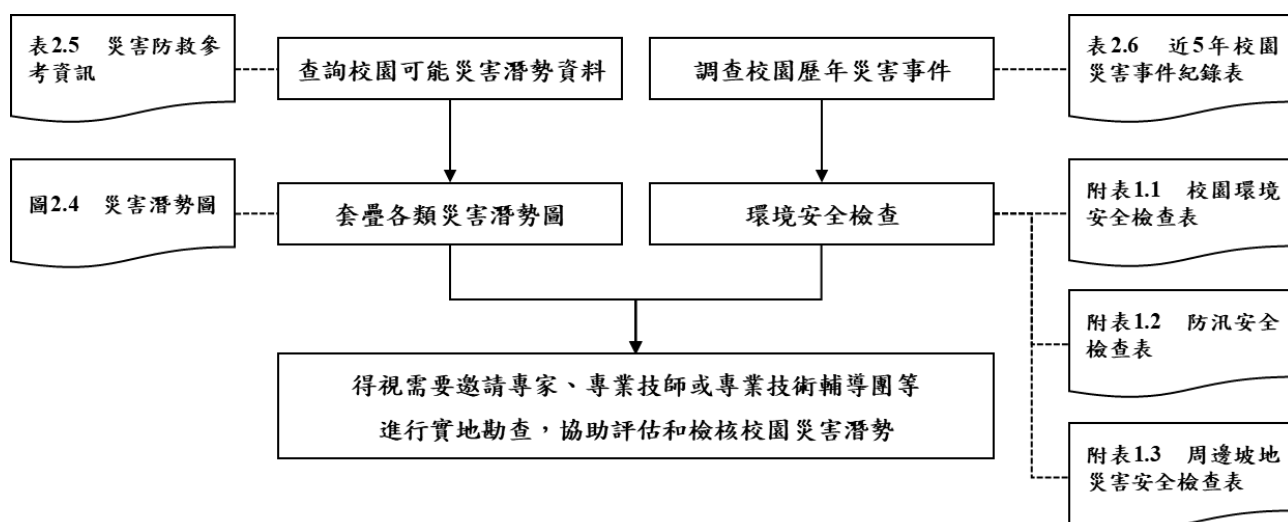 表2.5 災害防救參
考資訊
查詢校園可能災害潛勢資料
調查校園歷年災害事件
表2.6 近5年校園
災害事件紀錄表
圖2.4 災害潛勢圖
套疊各類災害潛勢圖
環境安全檢查
附表1.1 校園環境
安全檢查表
附表1.2 防汛安全
檢查表
得視需要邀請專家、專業技師或專業技術輔導團等
進行實地勘查，協助評估和檢核校園災害潛勢
附表1.3 周邊坡地
災害安全檢查表